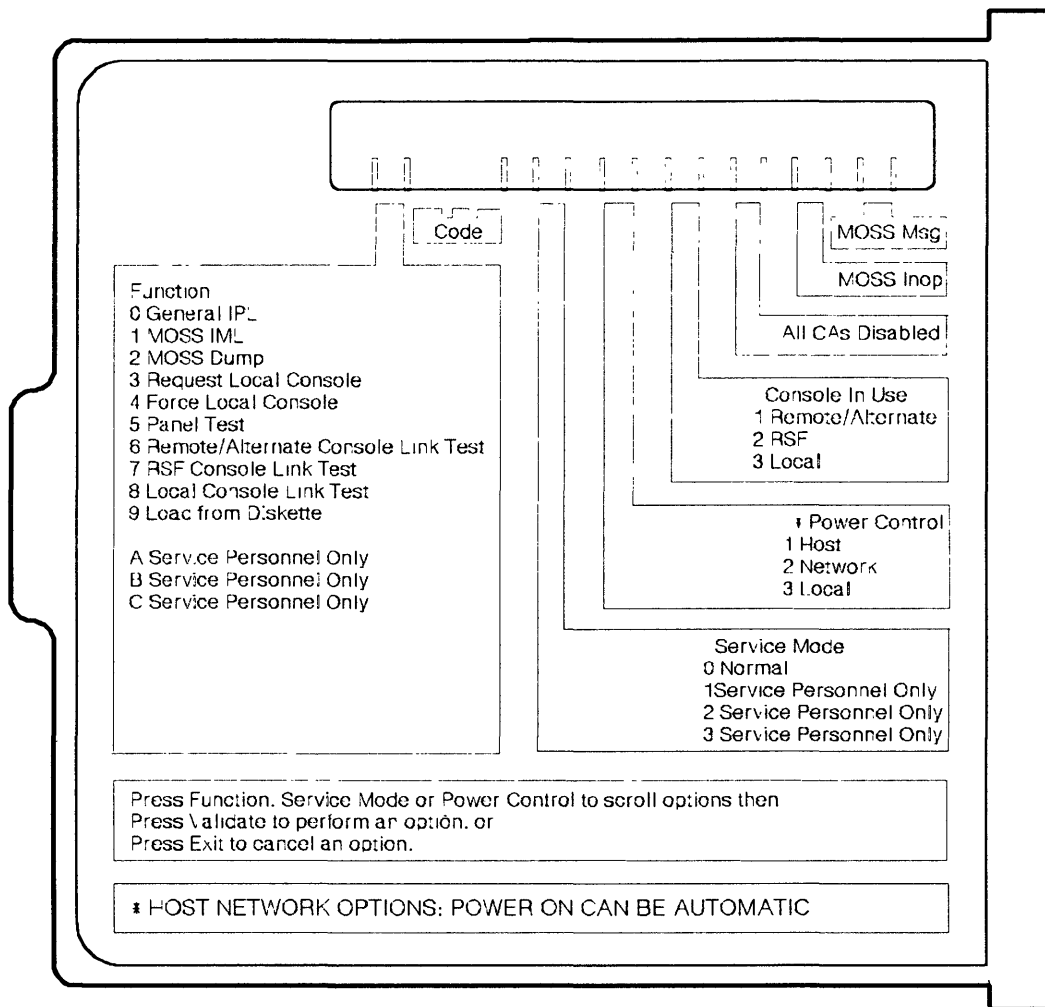 Code
MOSS Msg
MOSS Inop
All CAs Disabled
Function
0 General IPL
1 MOSS IML
2 MOSS Dump
3 Request Local Console
4 Force Local Console
5 Panel Test
6 Remote/Alternate Console Link Test
7 RSF Console Link Test
8 Local Console Link Test
9 Load from Diskette
A Service Personnel Only
B Service Personnel Only
C Service Personnel Only
Console In Use
1 Remote/Alternate
2 RSF
3 Local
* Power Control
1 Host
2 Network
3 Local
Service Mode
0 Normal
1Service Personnel Only
2 Service Personnel Only
3 Service Personnel Only
Press Function, Service Mode or Power Control to scroll options then
Press Validate to perform an option, or
Press Exit to cancel an option.
* HOST NETWORK OPTIONS: POWER ON CAN BE AUTOMATIC